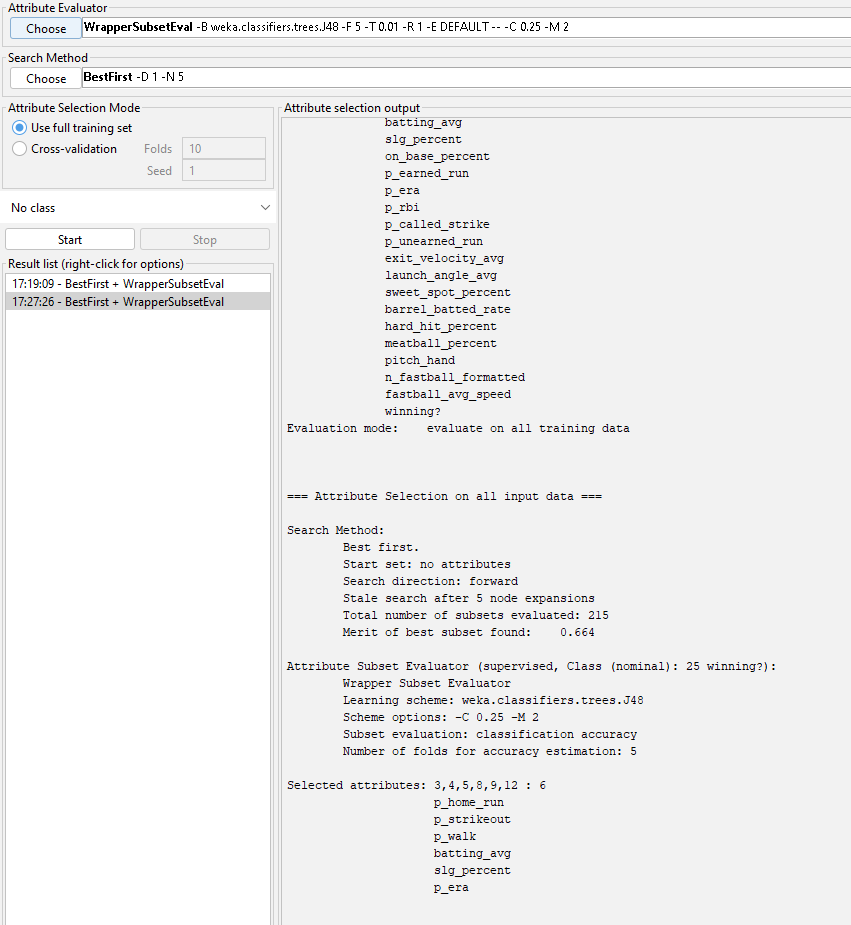 Attribute Evaluator
Choose WrapperSubsetEval -B weka.classifiers.trees.J48 -F 5 -T 0.01 -R 1 -E DEFAULT -- -C 0.25 -M 2
Search Method
Choose BestFirst -D 1 -N 5
Attribute Selection Mode
Use full training set
Cross-validation Folds 10
Seed 1
No class
Start Stop
Result list (right-click for options)
17:19:09 - BestFirst + WrapperSubsetEval
17:27:26 - BestFirst + WrapperSubsetEval
Attribute selection output
batting_avg
slg_percent
on_base_percent
p_earned_run
p_era
p_rbi
p_called_strike
p_unearned_run
exit_velocity_avg
launch_angle_avg
sweet_spot_percent
barrel_batted_rate
hard_hit_percent
meatball_percent
pitch_hand
n_fastball_formatted
fastball_avg_speed
winning?
Evaluation mode: evaluate on all training data
=== Attribute Selection on all input data ===
Search Method:
Best first.
Start set: no attributes
Search direction: forward
Stale search after 5 node expansions
Total number of subsets evaluated: 215
Merit of best subset found: 0.664
Attribute Subset Evaluator (supervised, Class (nominal): 25 winning?):
Wrapper Subset Evaluator
Learning scheme: weka.classifiers.trees.J48
Scheme options: -C 0.25 -M 2
Subset evaluation: classification accuracy
Number of folds for accuracy estimation: 5
Selected attributes: 3,4,5,8,9,12 : 6
p_home_run
p_strikeout
p_walk
batting_avg
slg_percent
p_era